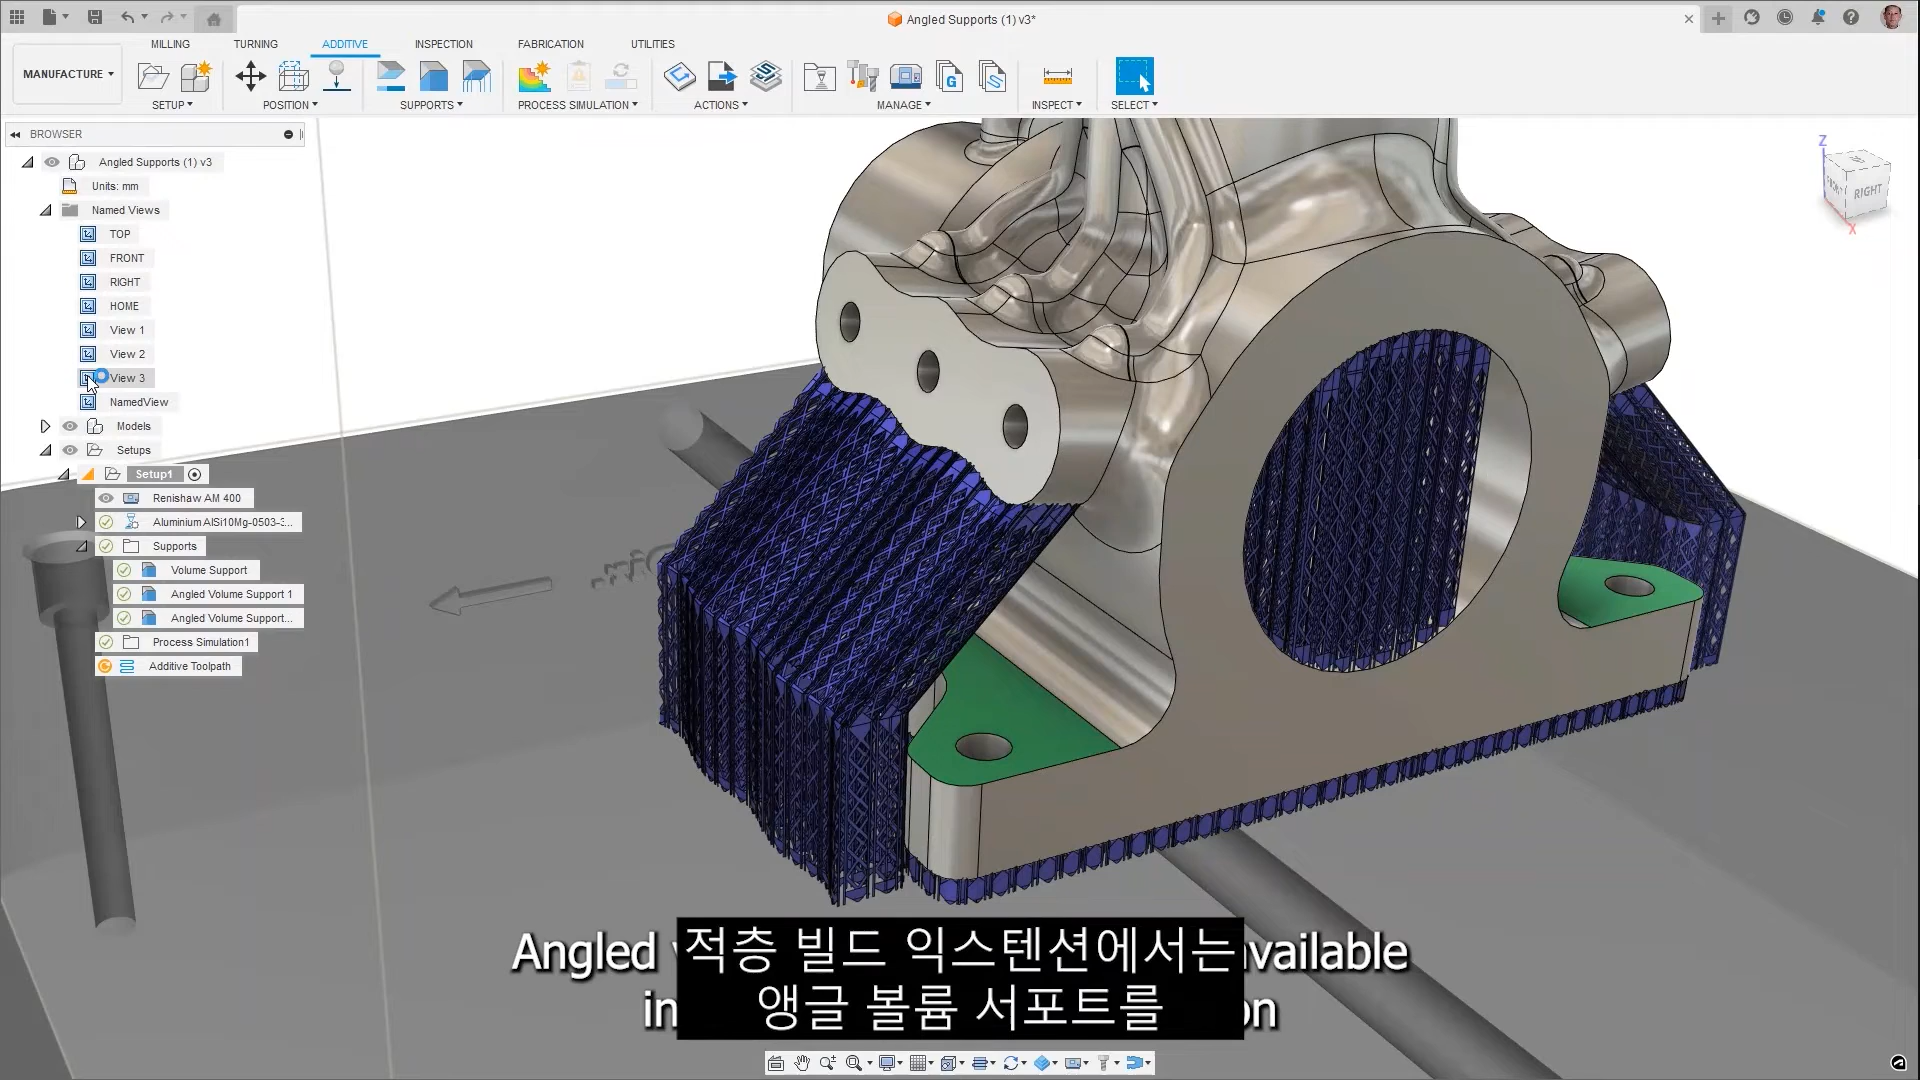 Angled Supports (1) v3*
MILLING
TURNING
ADDITIVE
INSPECTION
FABRICATION
UTILITIES
MANUFACTURE
SETUP
POSITION
SUPPORTS
PROCESS SIMULATION
ACTIONS
MANAGE
INSPECT
SELECT
BROWSER
Angled Supports (1) v3
Units: mm
Named Views
TOP
FRONT
RIGHT
HOME
View 1
View 2
View 3
NamedView
Models
Setups
Setup1
Renishaw AM 400
Aluminium AlSi10Mg-0503-3...
Supports
Volume Support
Angled Volume Support 1
Angled Volume Support...
Process Simulation1
Additive Toolpath
Z
RIGHT
X
Angled
적층 빌드 익스텐션에서는
앵글 볼륨 서포트를